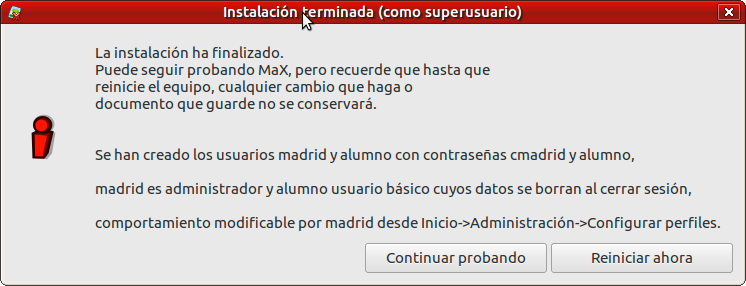 Instalación terminada (como superusuario)
La instalación ha finalizado.
Puede seguir probando MaX, pero recuerde que hasta que
reinicie el equipo, cualquier cambio que haga o
documento que guarde no se conservará.
Se han creado los usuarios madrid y alumno con contraseñas cmadrid y alumno,
madrid es administrador y alumno usuario básico cuyos datos se borran al cerrar sesión,
comportamiento modificable por madrid desde Inicio->Administración->Configurar perfiles.
Continuar probando
Reiniciar ahora